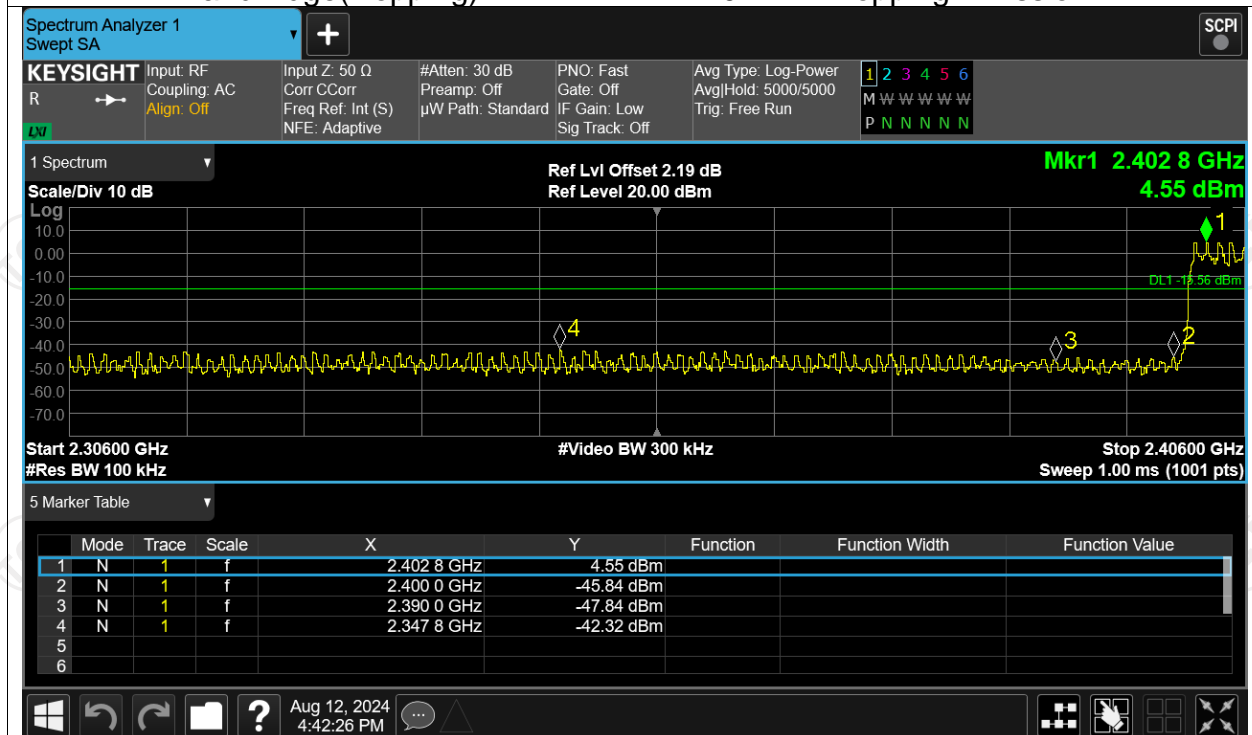 Spectrum Analyzer 1
Swept SA
+
SCPI
KEYSIGHT Input: RF Input Z: 50 Ω #Atten: 30 dB PNO: Fast Avg Type: Log-Power 1 2 3 4 5 6
R Coupling: AC Corr CCorr Preamp: Off Gate: Off Avg|Hold: 5000/5000 M W W W W W
Align: Off Freq Ref: Int (S) µW Path: Standard IF Gain: Low Trig: Free Run
LXI NFE: Adaptive Sig Track: Off P N N N N N
1 Spectrum
Ref Lvl Offset 2.19 dB
Mkr1 2.402 8 GHz
Scale/Div 10 dB
Ref Level 20.00 dBm
4.55 dBm
Log
10.0
0.00
-10.0
-20.0
-30.0
-40.0
-50.0
-60.0
-70.0
1
DL1 -15.56 dBm
4
3
2
Start 2.30600 GHz #Video BW 300 kHz Stop 2.40600 GHz
#Res BW 100 kHz Sweep 1.00 ms (1001 pts)
5 Marker Table
Mode Trace Scale X Y Function Function Width Function Value
1 N 1 f 2.402 8 GHz 4.55 dBm
2 N 1 f 2.400 0 GHz -45.84 dBm
3 N 1 f 2.390 0 GHz -47.84 dBm
4 N 1 f 2.347 8 GHz -42.32 dBm
5
6
? Aug 12, 2024
4:42:26 PM